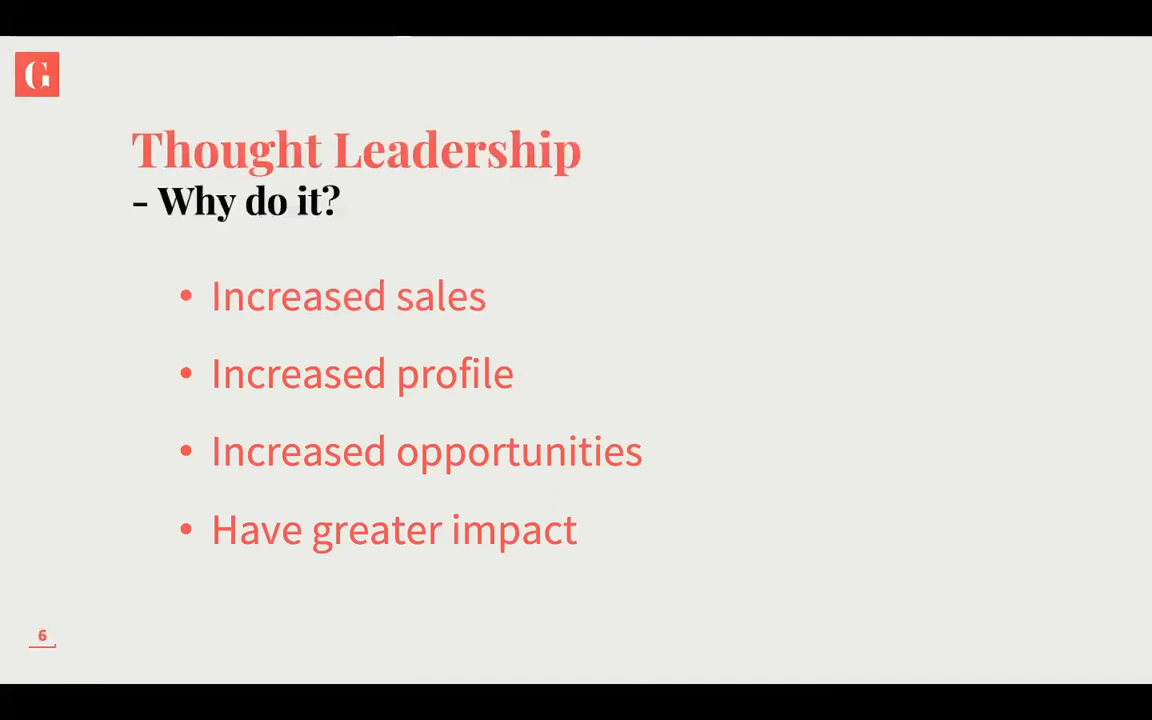 G
Thought Leadership
- Why do it?
• Increased sales
• Increased profile
• Increased opportunities
• Have greater impact
6